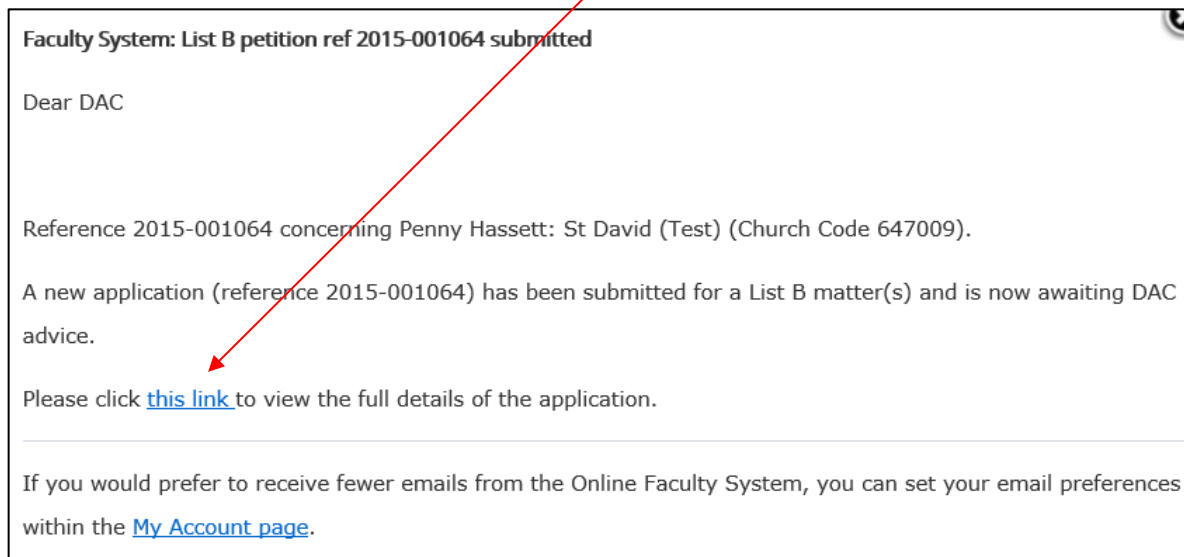 Faculty System: List B petition ref 2015-001064 submitted
Dear DAC
Reference 2015-001064 concerning Penny Hassett: St David (Test) (Church Code 647009).
A new application (reference 2015-001064) has been submitted for a List B matter(s) and is now awaiting DAC
advice.
Please click this link to view the full details of the application.
If you would prefer to receive fewer emails from the Online Faculty System, you can set your email preferences
within the My Account page.